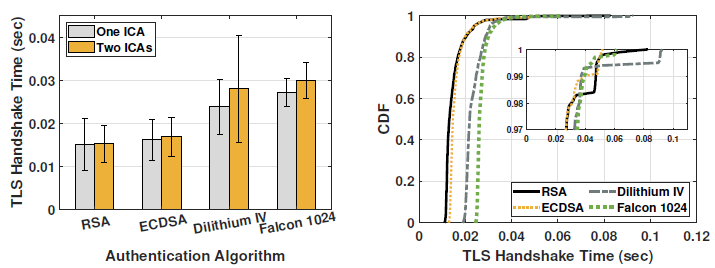 TLS Handshake Time (sec)
0.04
0.03
0.02
0.01
0
One ICA
Two ICAs
RSA
ECDSA
Dilithium IV
Falcon 1024
Authentication Algorithm
CDF
1
0.8
0.6
0.4
0.2
0
1
0.99
0.98
0.97
0 0.02 0.04 0.06 0.08 0.1
RSA
ECDSA
Dilithium IV
Falcon 1024
0 0.02 0.04 0.06 0.08 0.1 0.12
TLS Handshake Time (sec)